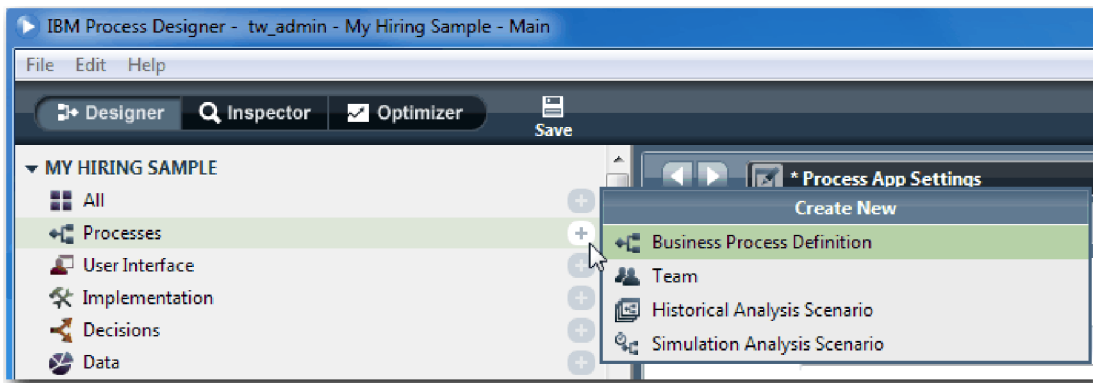 IBM Process Designer - tw_admin - My Hiring Sample - Main
File Edit Help
Designer Inspector Optimizer Save
MY HIRING SAMPLE
* Process App Settings
All
Processes
User Interface
Implementation
Decisions
Data
Create New
Business Process Definition
Team
Historical Analysis Scenario
Simulation Analysis Scenario